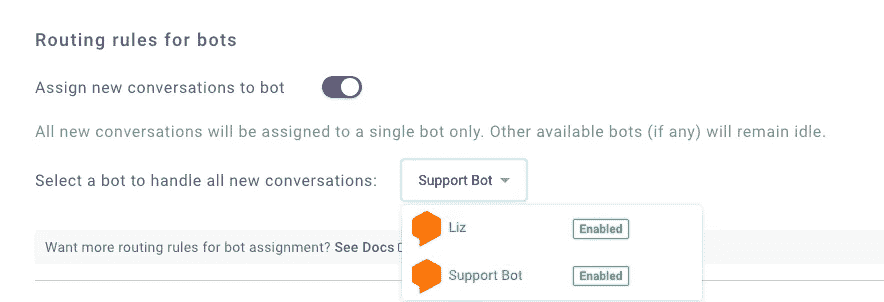 Routing rules for bots
Assign new conversations to bot
All new conversations will be assigned to a single bot only. Other available bots (if any) will remain idle.
Select a bot to handle all new conversations: Support Bot
Liz Enabled
Want more routing rules for bot assignment? See Docs
Support Bot Enabled